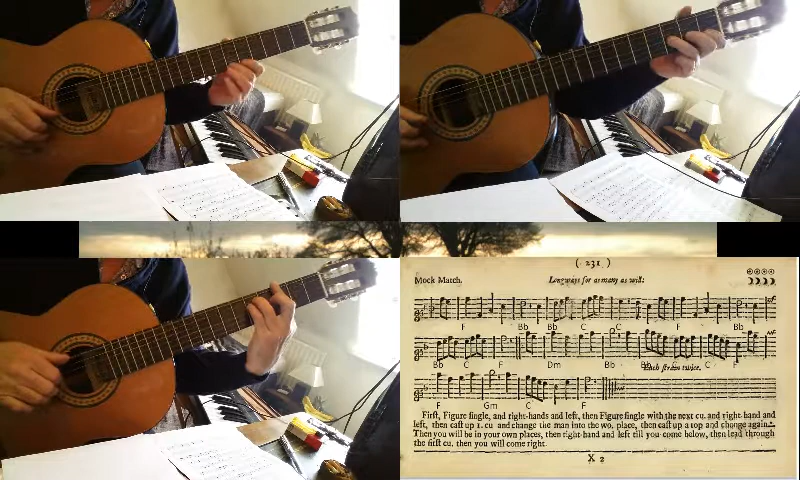 ( 231 )
Mock Match.
Longways for as many as will:
F Bb Bb C C F Bb
Bb C F Dm Bb Bb C C F
Each strain twice.
F Gm C F
First, Figure single, and right-hands and left, then Figure single with the next cu. and right-hand and
left, then cast up 1. cu and change the man into the wo. place, then cast up a top and change again:
Then you will be in your own places, then right-hand and left till you come below, then lead through
the first cu. then you will come right.
X 2